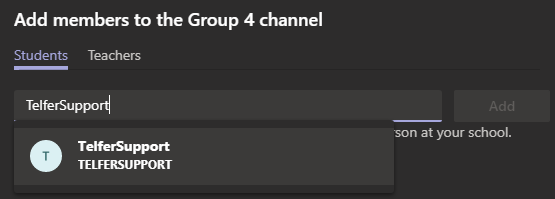 Add members to the Group 4 channel
Students Teachers
TelferSupport Add
rson at your school.
T TelferSupport
TELFERSUPPORT